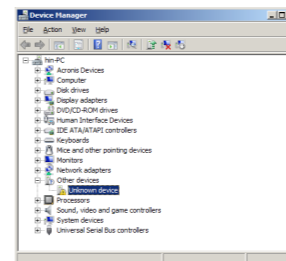 Device Manager
File Action View Help
hin-PC
Acronis Devices
Computer
Disk drives
Display adapters
DVD/CD-ROM drives
Human Interface Devices
IDE ATA/ATAPI controllers
Keyboards
Mice and other pointing devices
Monitors
Network adapters
Other devices
Unknown device
Processors
Sound, video and game controllers
System devices
Universal Serial Bus controllers